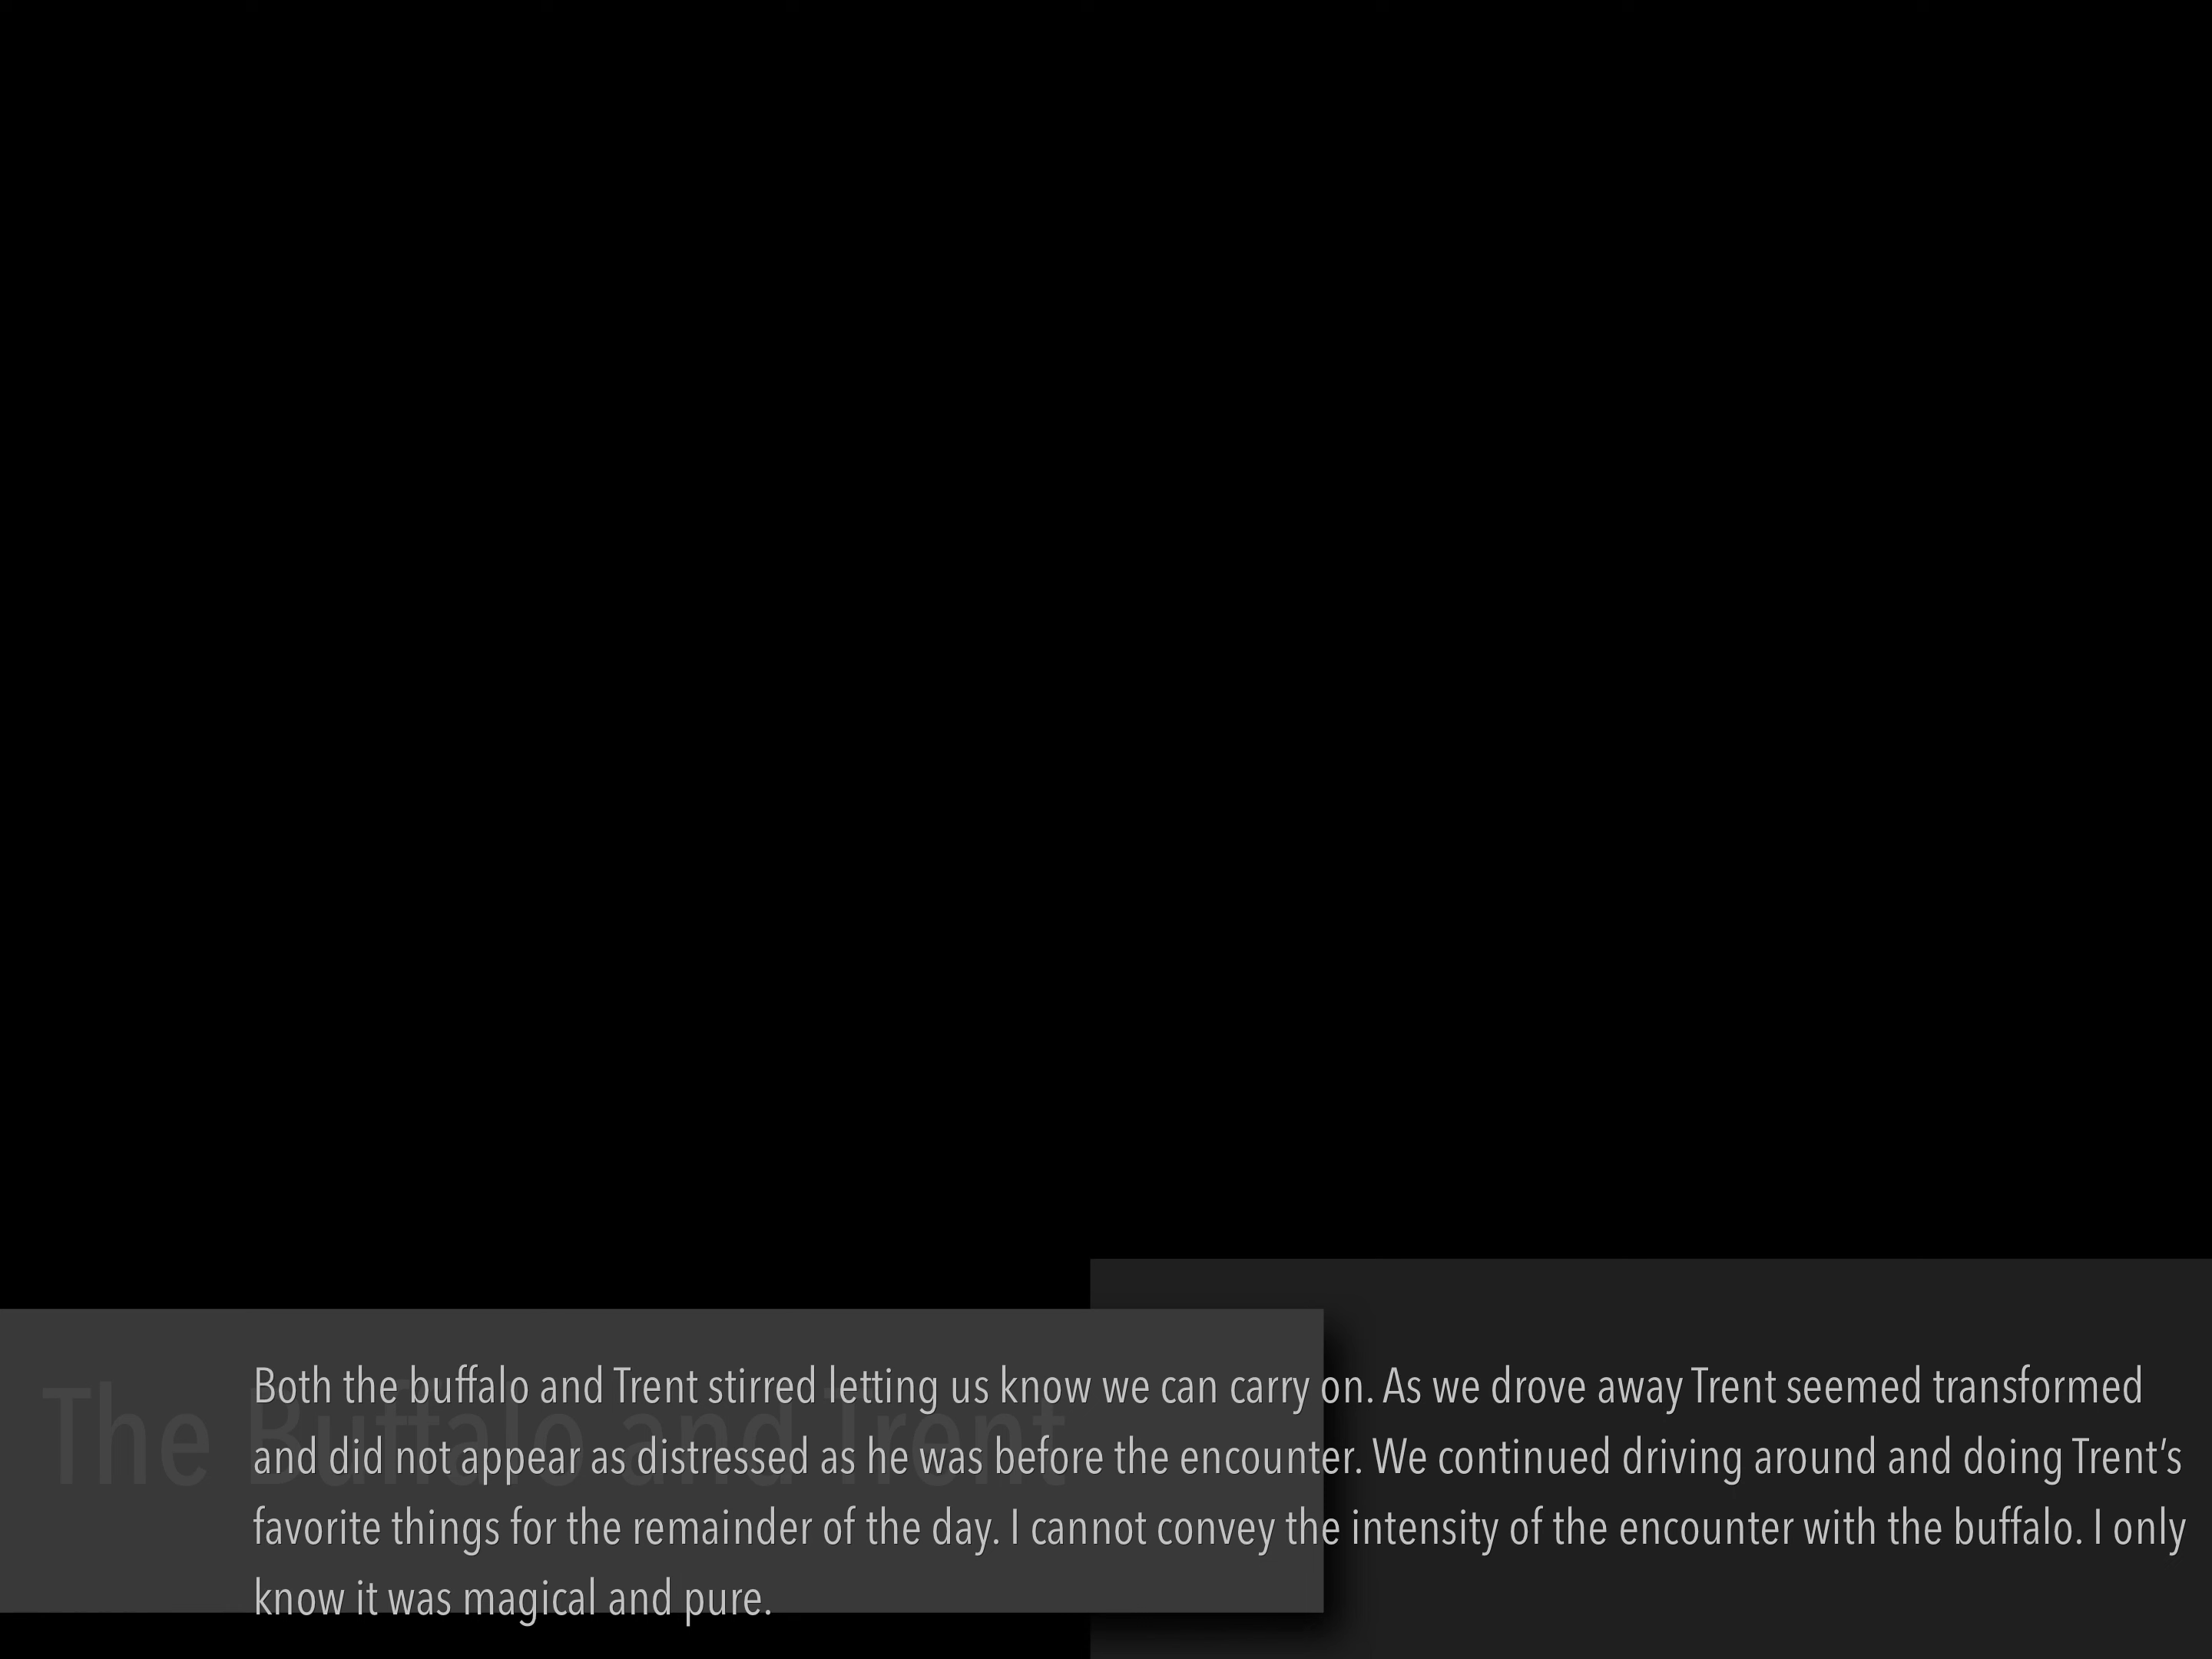 The Buffalo and Trent
Both the buffalo and Trent stirred letting us know we can carry on. As we drove away Trent seemed transformed
and did not appear as distressed as he was before the encounter. We continued driving around and doing Trent‘s
favorite things for the remainder of the day. I cannot convey the intensity of the encounter with the buffalo. I only
know it was magical and pure.